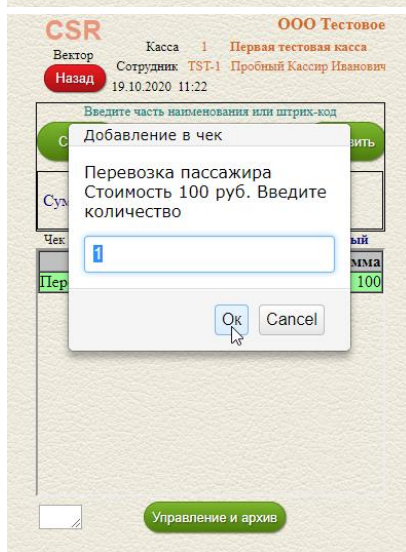 CSR
ООО Тестовое
Вектор
Касса 1 Первая тестовая касса
Сотрудник TST-1 Пробный Кассир Иванович
Назад
19.10.2020 11:22
Введите часть наименования или штрих-код
Добавление в чек
Перевозка пассажира
Стоимость 100 руб. Введите
количество
Чек
1
100
Ок Cancel
Управление и архив